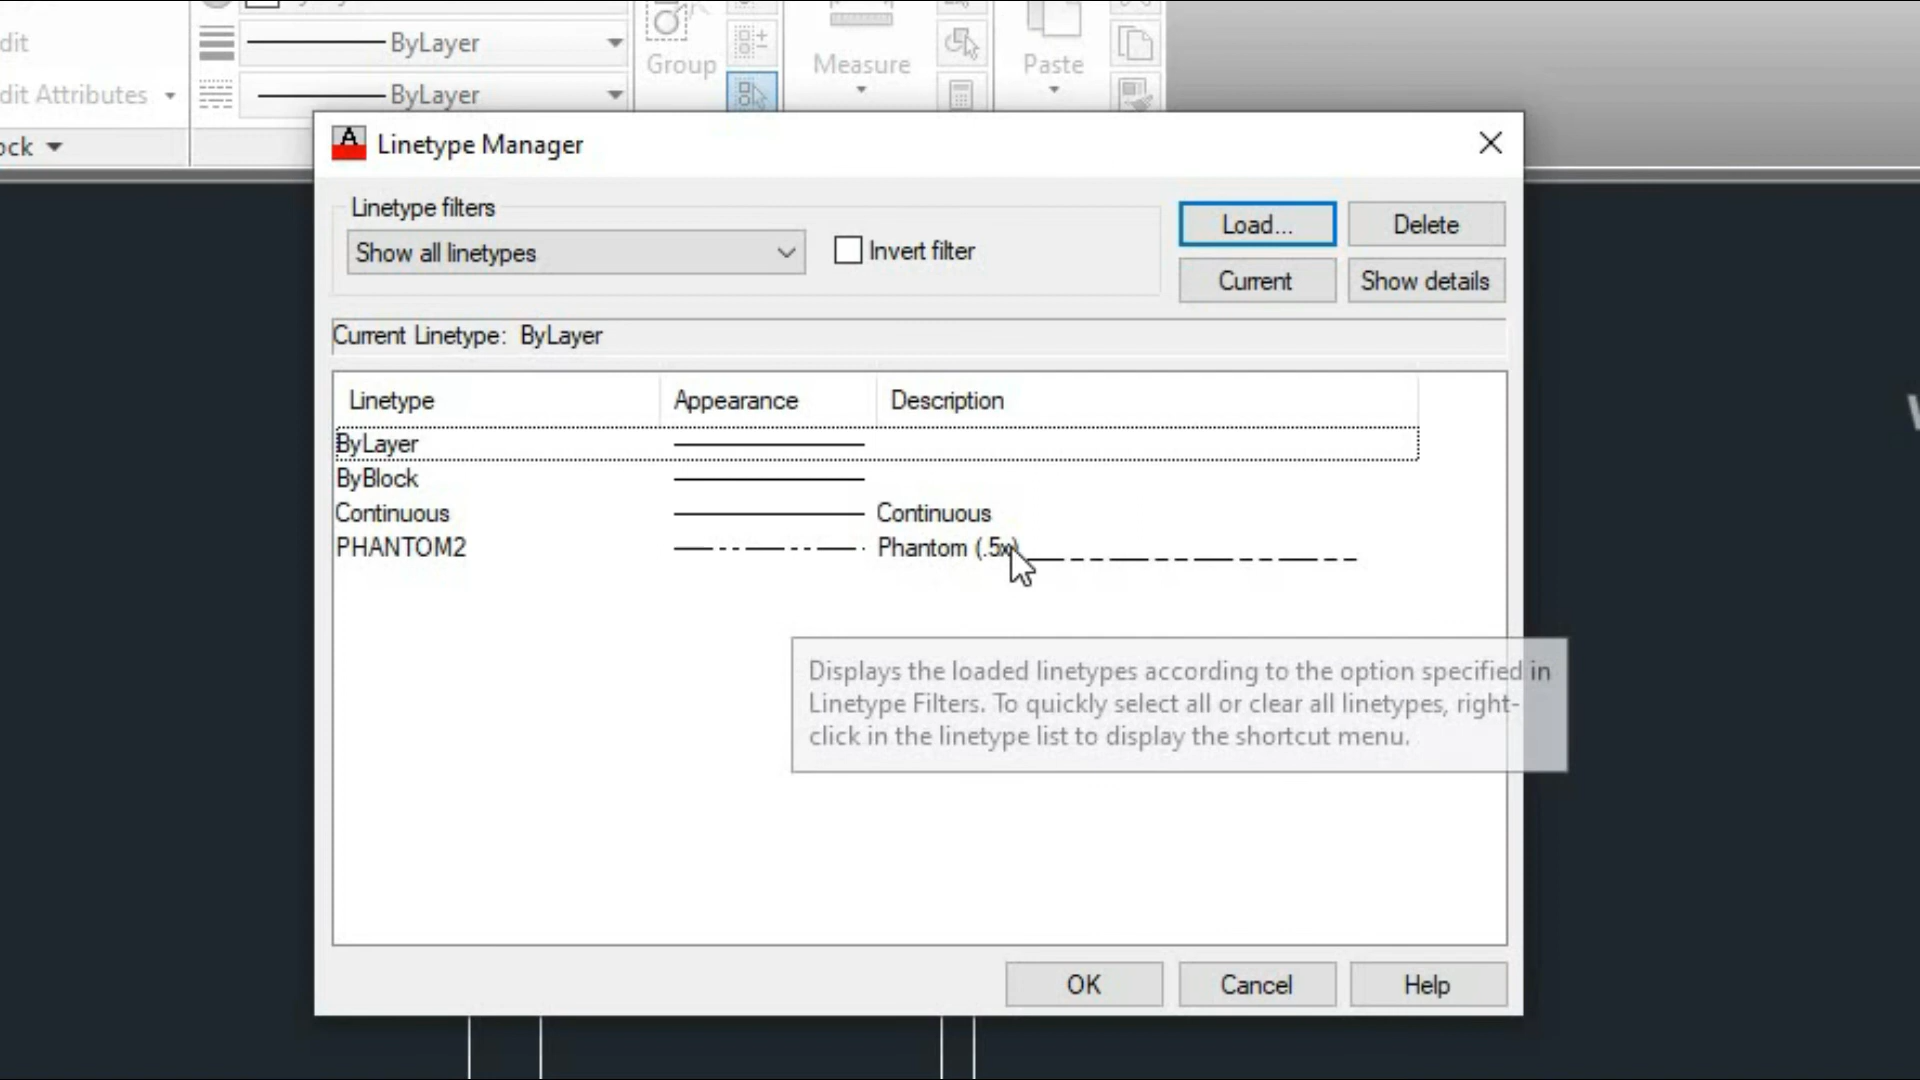 dit
ByLayer
Group
Measure
Paste
dit Attributes
ByLayer
ock
Linetype Manager
Linetype filters
Show all linetypes
Invert filter
Load...
Delete
Current
Show details
Current Linetype: ByLayer
Linetype Appearance Description
ByLayer
ByBlock
Continuous Continuous
PHANTOM2 Phantom (.5x)
Displays the loaded linetypes according to the option specified in
Linetype Filters. To quickly select all or clear all linetypes, right-
click in the linetype list to display the shortcut menu.
OK
Cancel
Help